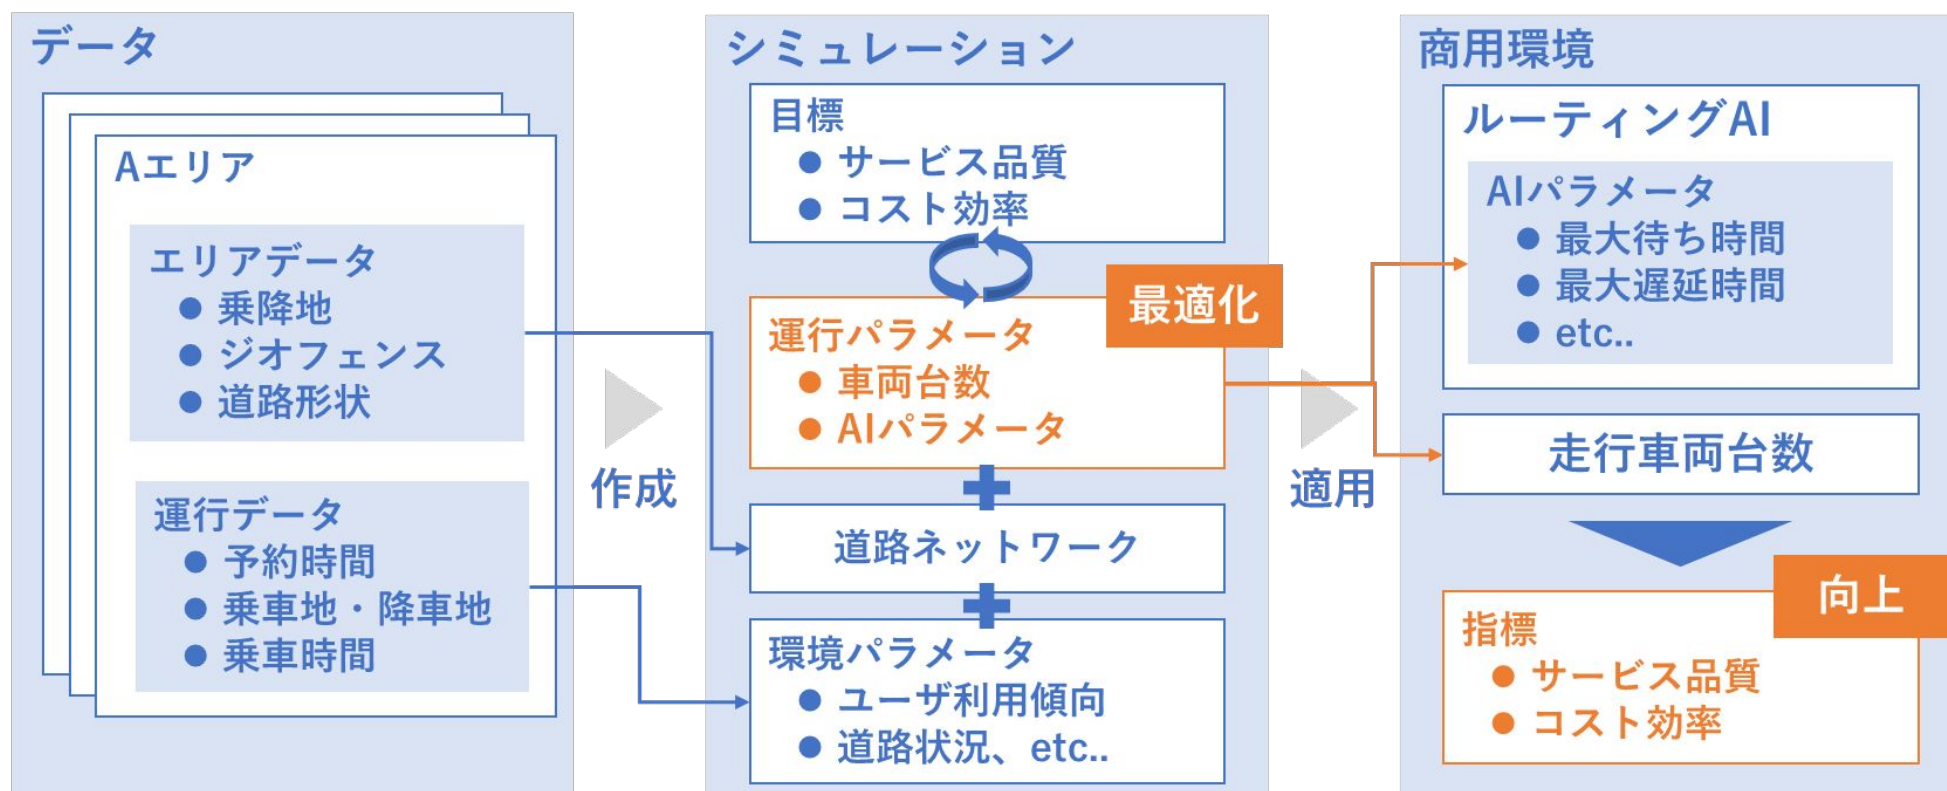 データ
Aエリア
エリアデータ
● 乗降地
● ジオフェンス
● 道路形状
運行データ
● 予約時間
● 乗車地・降車地
● 乗車時間
作成
シミュレーション
目標
● サービス品質
● コスト効率
最適化
運行パラメータ
● 車両台数
● AIパラメータ
道路ネットワーク
環境パラメータ
● ユーザ利用傾向
● 道路状況、etc..
適用
商用環境
ルーティングAI
AIパラメータ
● 最大待ち時間
● 最大遅延時間
● etc..
走行車両台数
向上
指標
● サービス品質
● コスト効率